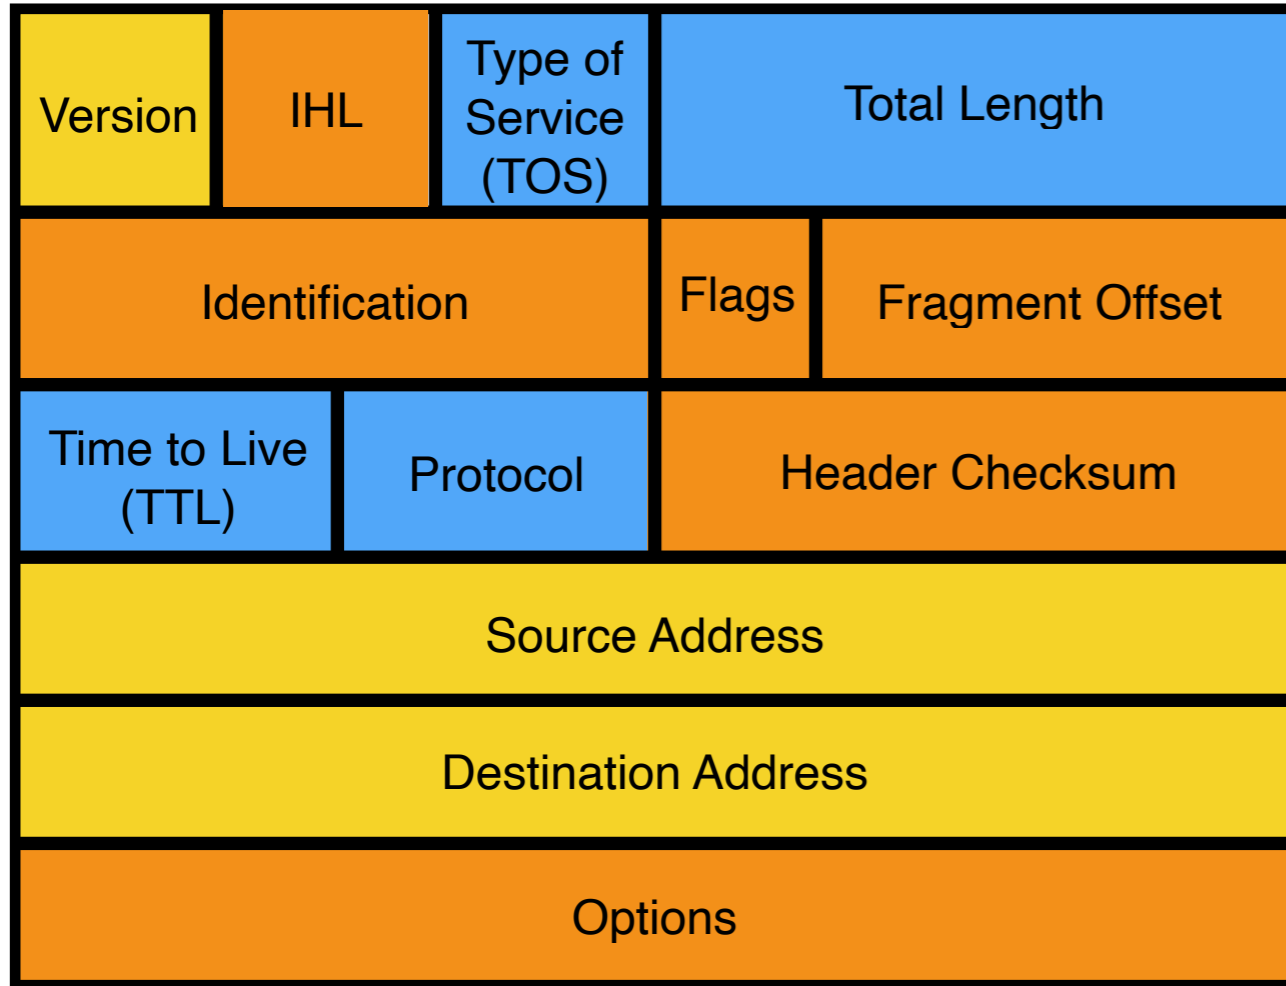 Version
IHL
Type of
Service
(TOS)
Total Length
Identification
Flags
Fragment Offset
Time to Live
(TTL)
Protocol
Header Checksum
Source Address
Destination Address
Options